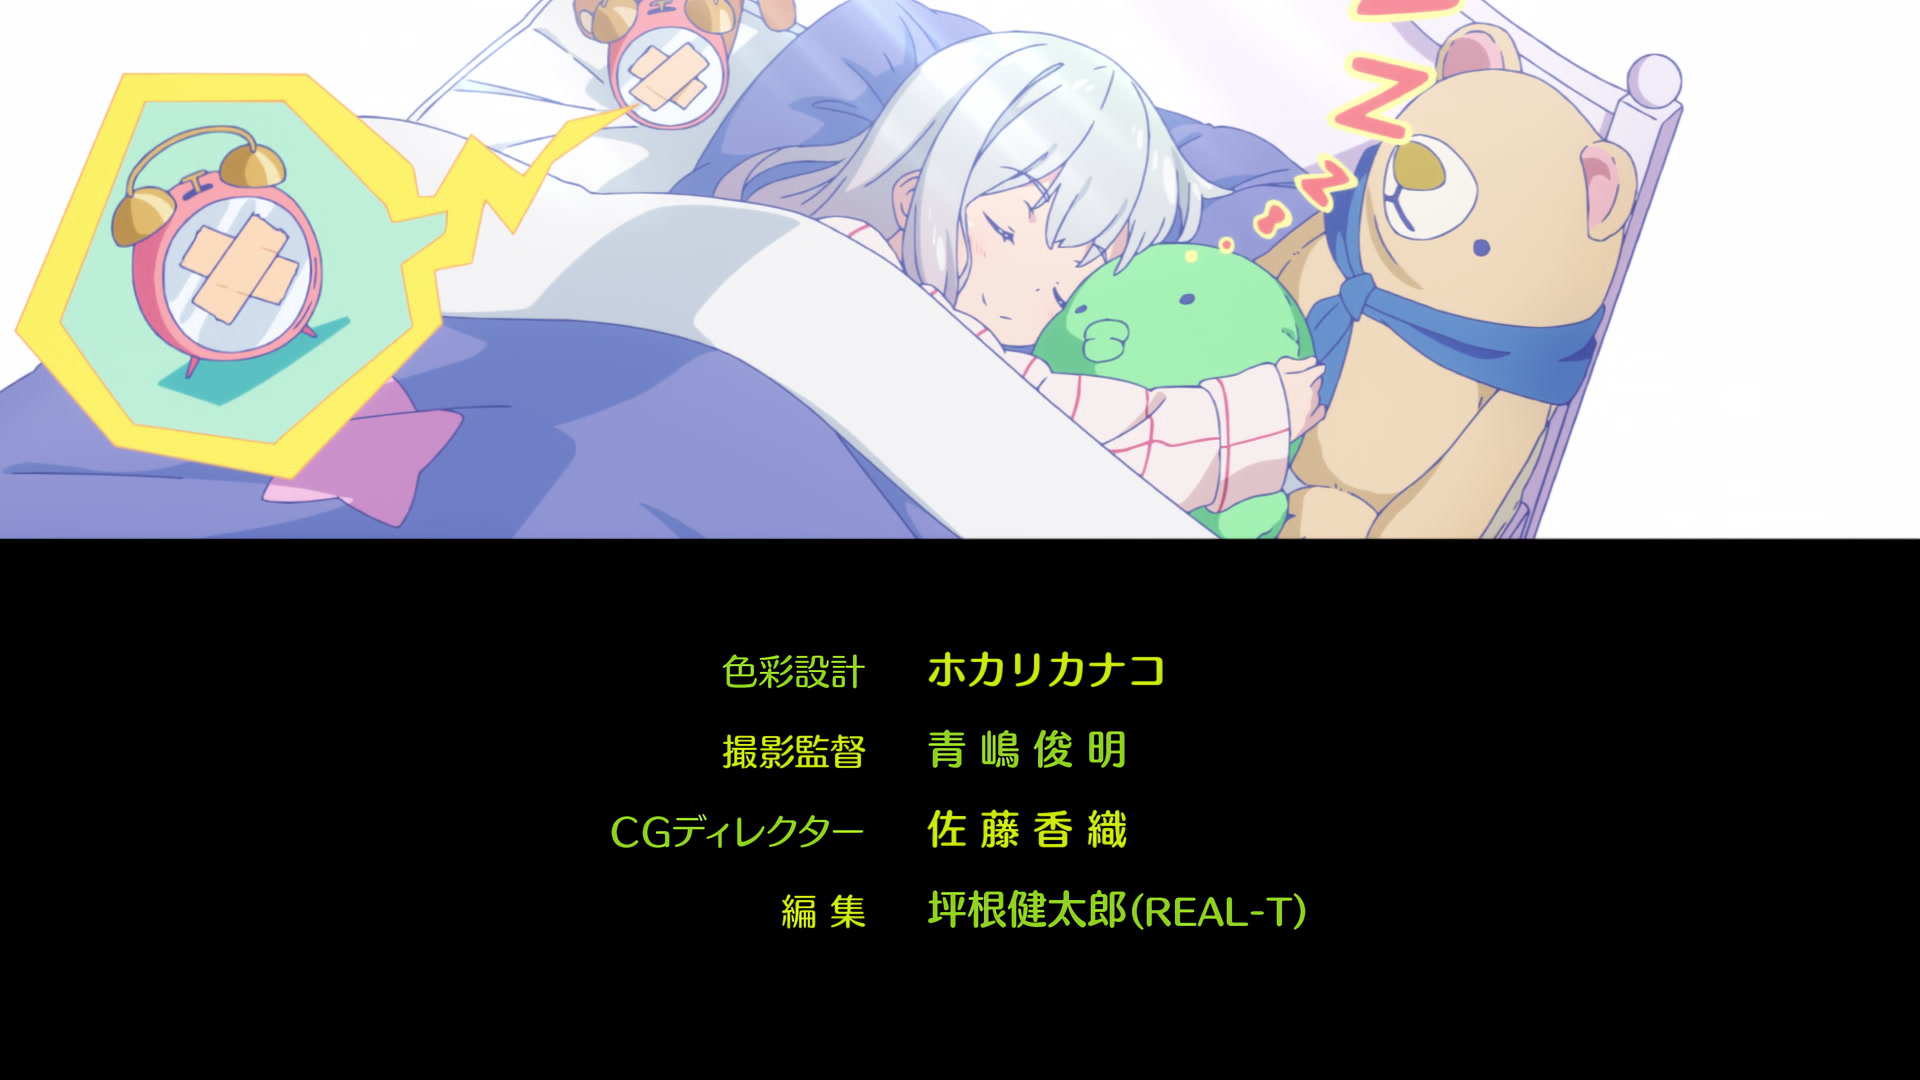 Z
Z
z
色彩設計 ホカリカナコ
撮影監督 青嶋俊明
CGディレクター 佐藤香織
編集 坪根健太郎(REAL-T)